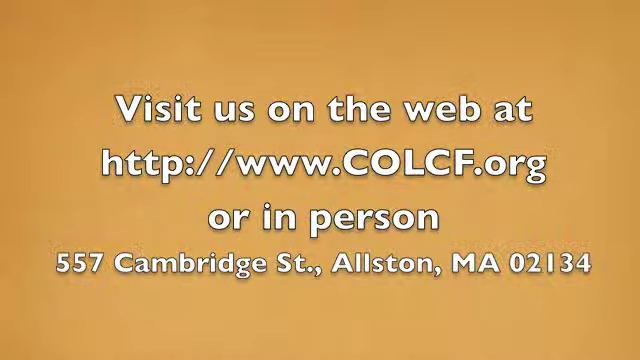 Visit us on the web at
http://www.COLCF.org
or in person
557 Cambridge St., Allston, MA 02134